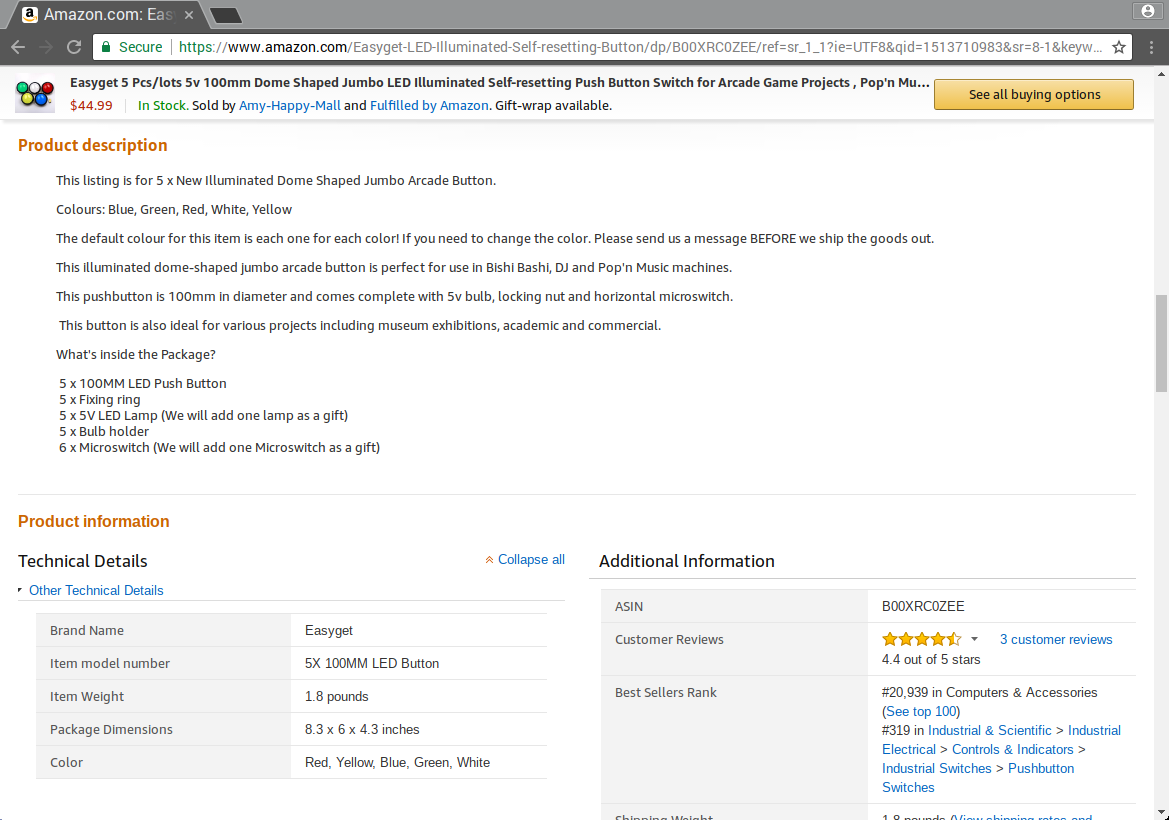 Amazon.com: Eas
Secure
https://www.amazon.com/Easyget-LED-Illuminated-Self-resetting-Button/dp/B00XRC0ZEE/ref=sr_1_1?ie=UTF8&qid=1513710983&sr=8-1&keyw...
Easyget 5 Pcs/lots 5v 100mm Dome Shaped Jumbo LED Illuminated Self-resetting Push Button Switch for Arcade Game Projects , Pop'n Mu...
$44.99 In Stock. Sold by Amy-Happy-Mall and Fulfilled by Amazon. Gift-wrap available.
See all buying options
Product description
This listing is for 5 x New Illuminated Dome Shaped Jumbo Arcade Button.
Colours: Blue, Green, Red, White, Yellow
The default colour for this item is each one for each color! If you need to change the color. Please send us a message BEFORE we ship the goods out.
This illuminated dome-shaped jumbo arcade button is perfect for use in Bishi Bashi, DJ and Pop'n Music machines.
This pushbutton is 100mm in diameter and comes complete with 5v bulb, locking nut and horizontal microswitch.
This button is also ideal for various projects including museum exhibitions, academic and commercial.
What's inside the Package?
5 x 100MM LED Push Button
5 x Fixing ring
5 x 5V LED Lamp (We will add one lamp as a gift)
5 x Bulb holder
6 x Microswitch (We will add one Microswitch as a gift)
Product information
Technical Details
Collapse all
Other Technical Details
Brand Name Easyget
Item model number 5X 100MM LED Button
Item Weight 1.8 pounds
Package Dimensions 8.3 x 6 x 4.3 inches
Color Red, Yellow, Blue, Green, White
Additional Information
ASIN B00XRC0ZEE
Customer Reviews 3 customer reviews
4.4 out of 5 stars
Best Sellers Rank #20,939 in Computers & Accessories
(See top 100)
#319 in Industrial & Scientific > Industrial
Electrical > Controls & Indicators >
Industrial Switches > Pushbutton
Switches
Shipping Weight 1.8 pounds (View shipping rates and